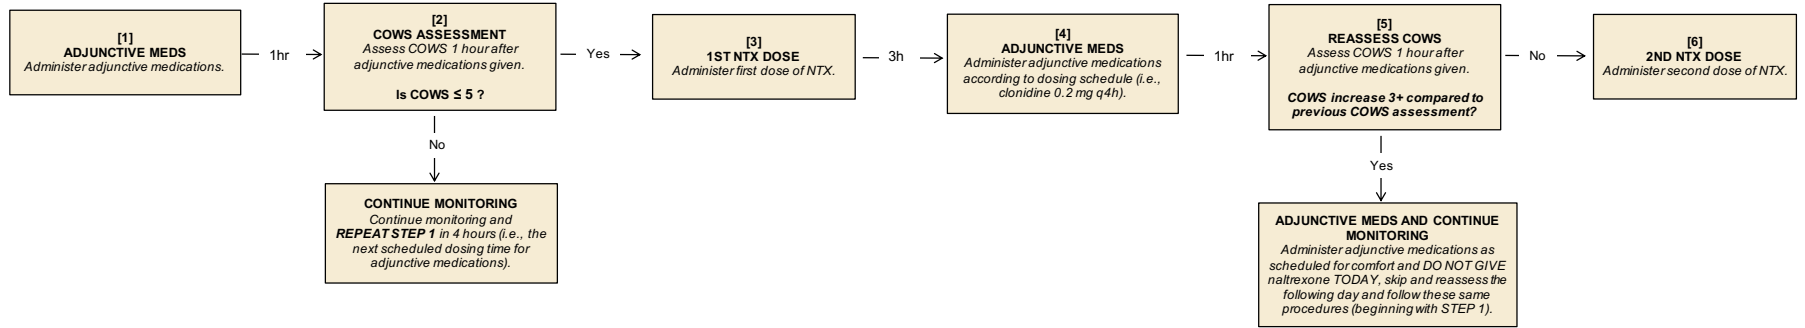 [1]
ADJUNCTIVE MEDS
Administer adjunctive medications.
1hr
[2]
COWS ASSESSMENT
Assess COWS 1 hour after
adjunctive medications given.
Is COWS ≤ 5 ?
Yes
[3]
1ST NTX DOSE
Administer first dose of NTX.
3h
[4]
ADJUNCTIVE MEDS
Administer adjunctive medications
according to dosing schedule (i.e.,
clonidine 0.2 mg q4h).
1hr
[5]
REASSESS COWS
Assess COWS 1 hour after
adjunctive medications given.
COWS increase 3+ compared to
previous COWS assessment?
No
[6]
2ND NTX DOSE
Administer second dose of NTX.
No
CONTINUE MONITORING
Continue monitoring and
REPEAT STEP 1 in 4 hours (i.e., the
next scheduled dosing time for
adjunctive medications).
Yes
ADJUNCTIVE MEDS AND CONTINUE
MONITORING
Administer adjunctive medications as
scheduled for comfort and DO NOT GIVE
naltrexone TODAY, skip and reassess the
following day and follow these same
procedures (beginning with STEP 1).